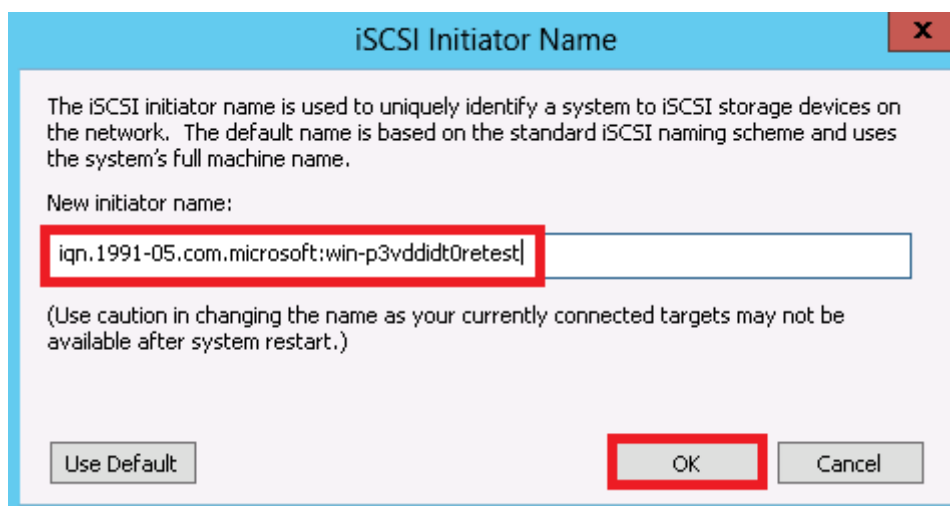 iSCSI Initiator Name
x
The iSCSI initiator name is used to uniquely identify a system to iSCSI storage devices on
the network. The default name is based on the standard iSCSI naming scheme and uses
the system's full machine name.
New initiator name:
iqn.1991-05.com.microsoft:win-p3vddidt0retest
(Use caution in changing the name as your currently connected targets may not be
available after system restart.)
Use Default
OK
Cancel